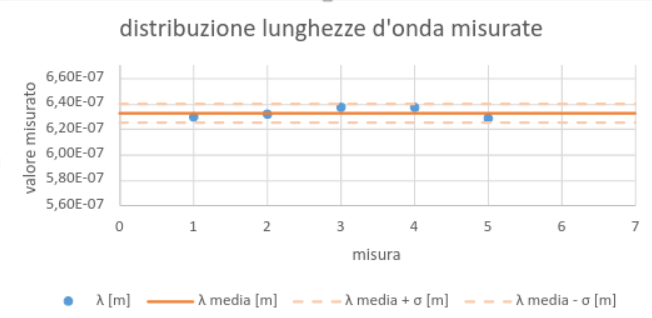 distribuzione lunghezze d'onda misurate
valore misurato
6,60E-07
6,40E-07
6,20E-07
6,00E-07
5,80E-07
5,60E-07
0 1 2 3 4 5 6 7
misura
λ [m] λ media [m] λ media + σ [m] λ media - σ [m]